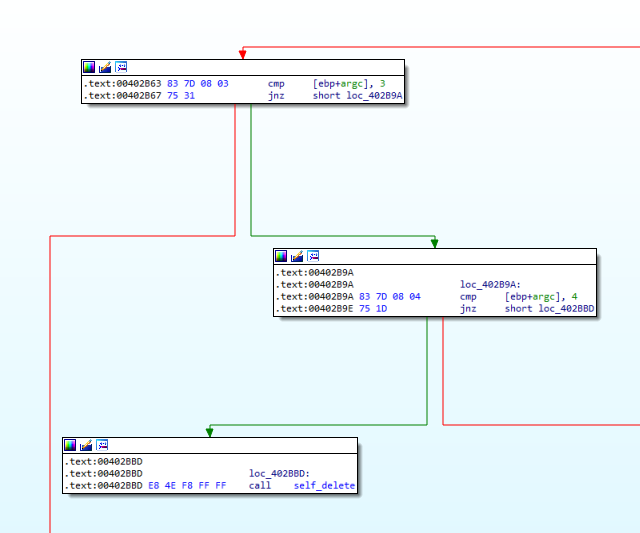 .text:00402B63 83 7D 08 03 cmp [ebp+argc], 3
.text:00402B67 75 31 jnz short loc_402B9A
.text:00402B9A
.text:00402B9A loc_402B9A:
.text:00402B9A 83 7D 08 04 cmp [ebp+argc], 4
.text:00402B9E 75 1D jnz short loc_402BBD
.text:00402BBD
.text:00402BBD loc_402BBD:
.text:00402BBD E8 4E F8 FF FF call self_delete